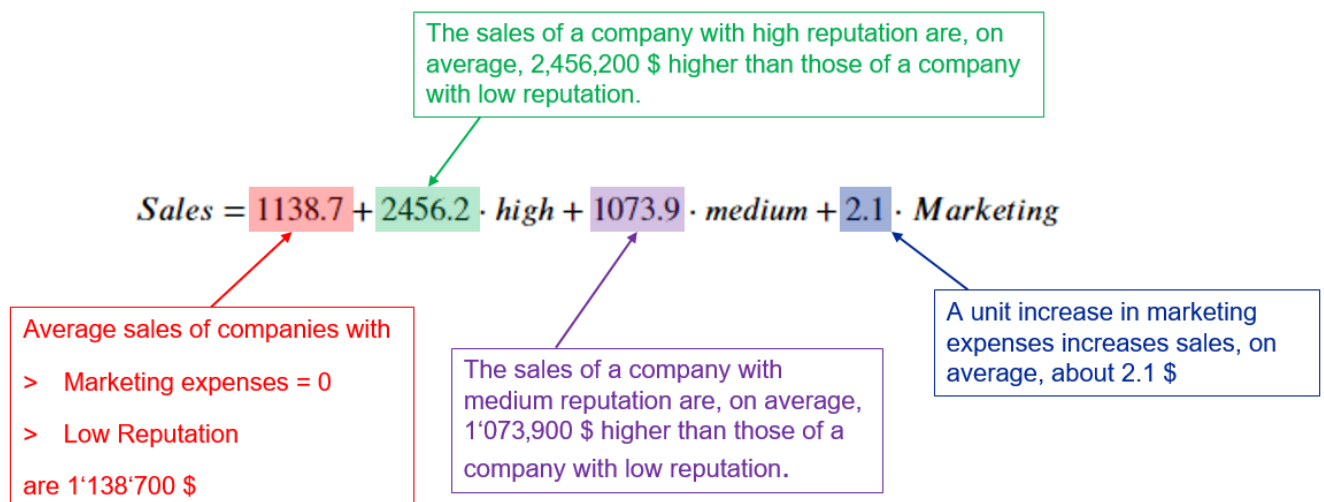 The sales of a company with high reputation are, on
average, 2,456,200 $ higher than those of a company
with low reputation.
Sales = 1138.7 + 2456.2 · high + 1073.9 · medium + 2.1 · Marketing
Average sales of companies with
> Marketing expenses = 0
> Low Reputation
are 1‘138‘700 $
The sales of a company with
medium reputation are, on average,
1‘073,900 $ higher than those of a
company with low reputation.
A unit increase in marketing
expenses increases sales, on
average, about 2.1 $